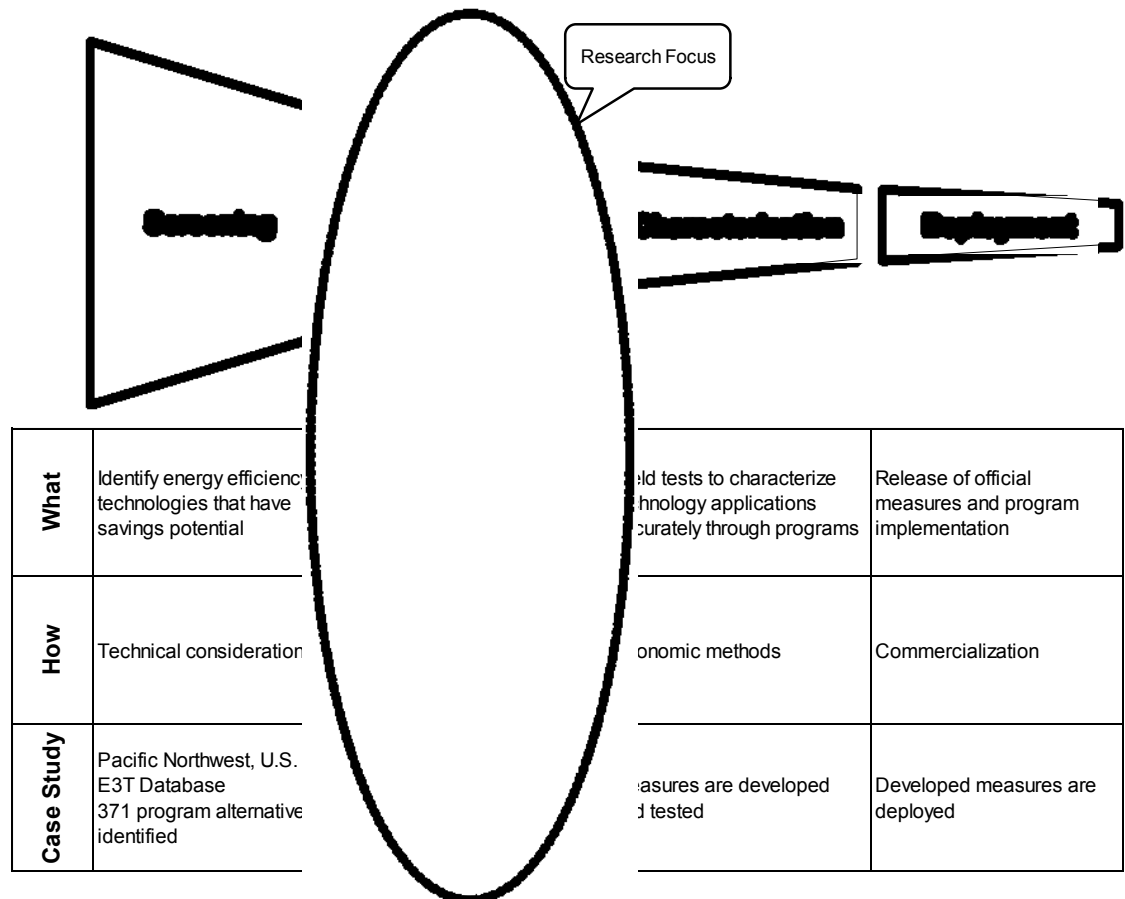 Research Focus
What
Identify energy efficiency
technologies that have
savings potential
eld tests to characterize
hnology applications
curately through programs
Release of official
measures and program
implementation
How
Technical consideration
onomic methods
Commercialization
Case Study
Pacific Northwest, U.S.
E3T Database
371 program alternative
identified
easures are developed
d tested
Developed measures are
deployed